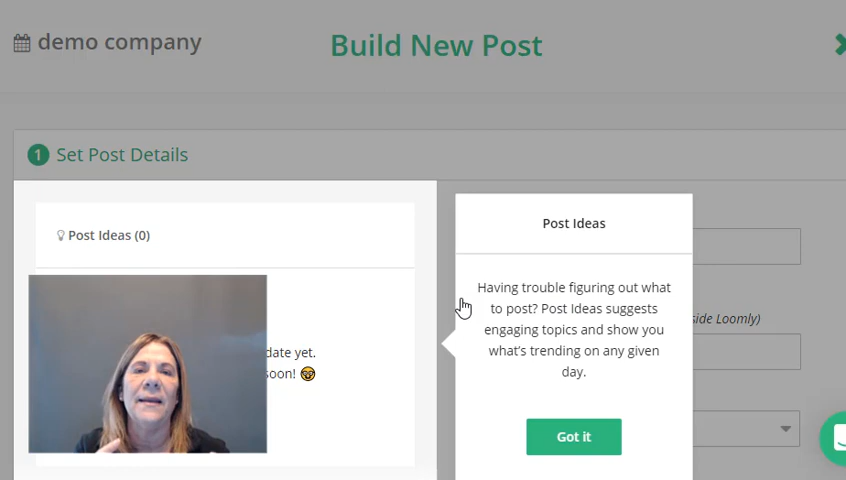 demo company
Build New Post
1 Set Post Details
Post Ideas (0)
date yet.
soon!
Post Ideas
Having trouble figuring out what
to post? Post Ideas suggests
engaging topics and show you
what's trending on any given
day.
Got it
side Loomly)